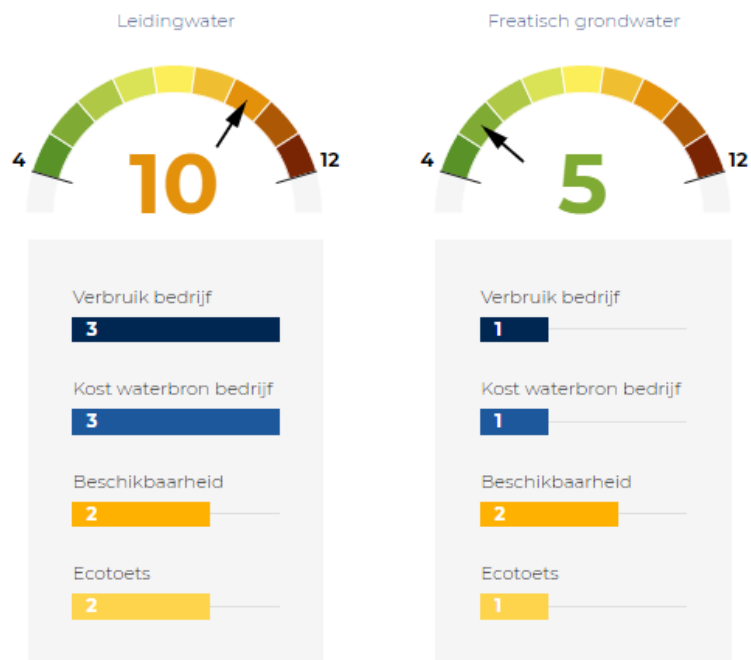 Leidingwater
4
12
10
Verbruik bedrijf
3
Kost waterbron bedrijf
3
Beschikbaarheid
2
Ecotoets
2
Freatisch grondwater
4
12
5
Verbruik bedrijf
1
Kost waterbron bedrijf
1
Beschikbaarheid
2
Ecotoets
1